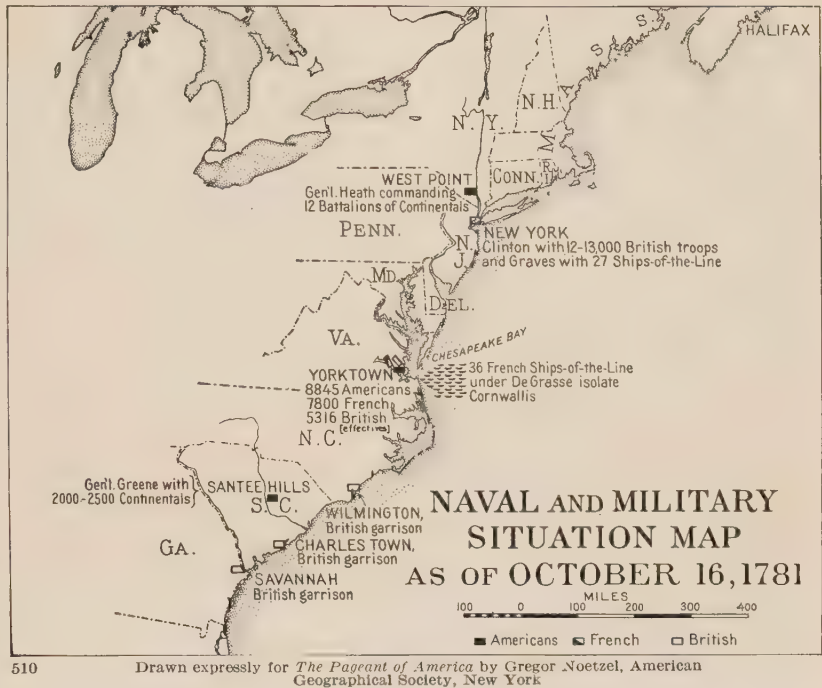 HALIFAX
S S
A
N.H.
N. Y.
M
WEST POINT
Gen'l. Heath commanding
12 Battalions of Continentals
CONN.
R.
I.
PENN.
NEW YORK
Clinton with 12-13,000 British troops
and Graves with 27 Ships-of-the-Line
N.
J.
MD.
DEL.
VA.
CHESAPEAKE BAY
YORKTOWN
8845 Americans
7800 French
5316 British
[effectives]
36 French Ships-of-the-Line
under De Grasse isolate
Cornwallis
N.C.
Gen'l. Greene with
2000-2500 Continentals
SANTEE HILLS
S. C.
WILMINGTON,
British garrison
GA.
CHARLES TOWN,
British garrison
SAVANNAH
British garrison
NAVAL AND MILITARY
SITUATION MAP
AS OF OCTOBER 16, 1781
MILES
100 0 100 200 300 400
Americans French British
510 Drawn expressly for The Pageant of America by Gregor Noetzel, American
Geographical Society, New York